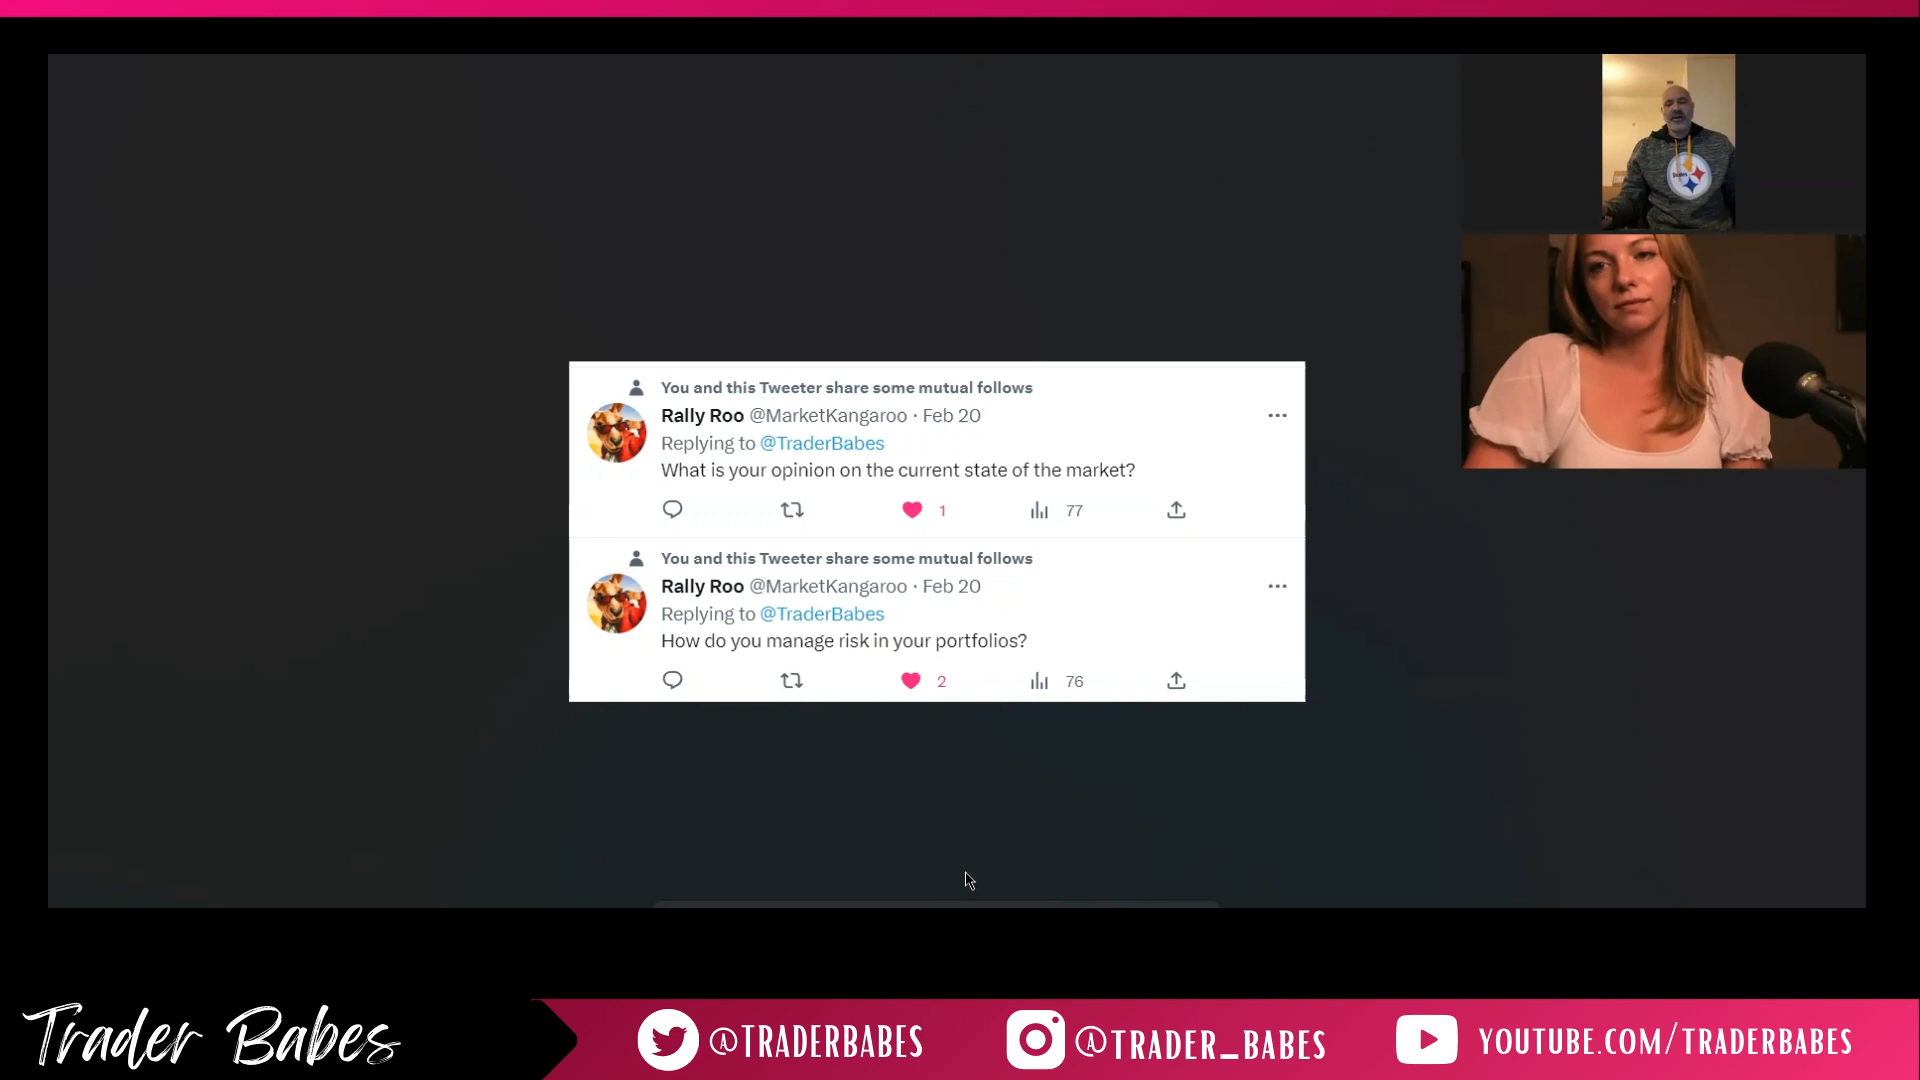 You and this Tweeter share some mutual follows
Rally Roo @MarketKangaroo · Feb 20
Replying to @TraderBabes
What is your opinion on the current state of the market?
1 77
You and this Tweeter share some mutual follows
Rally Roo @MarketKangaroo · Feb 20
Replying to @TraderBabes
How do you manage risk in your portfolios?
2 76
Trader Babes
@TRADERBABES
@TRADER_BABES
YOUTUBE.COM/TRADERBABES